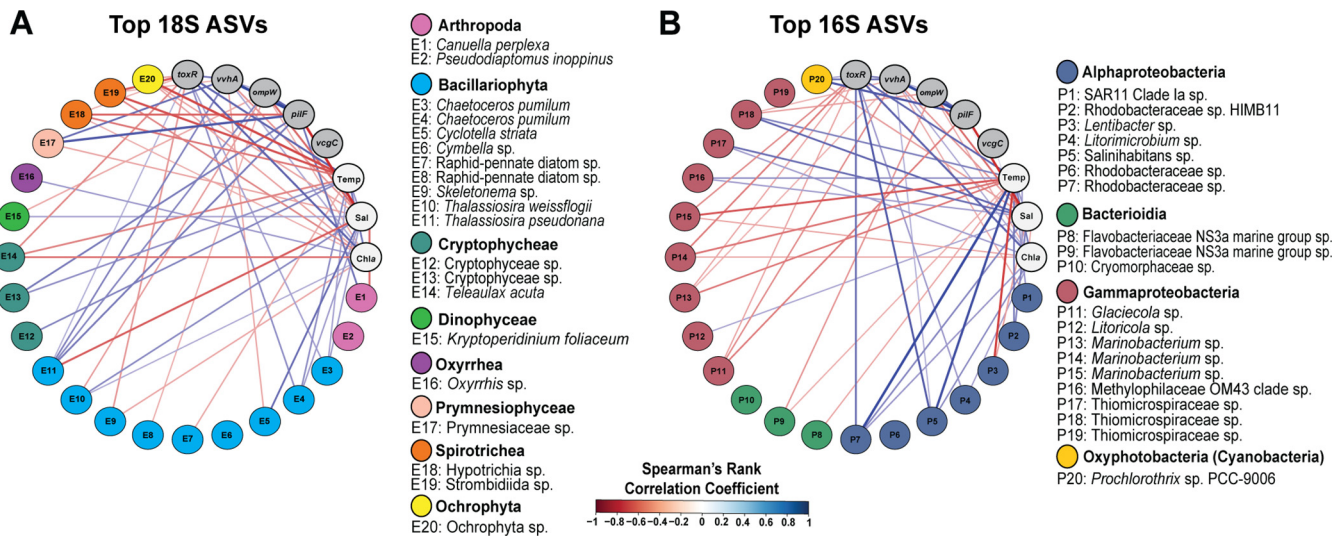 A Top 18S ASVs
E20
toxR
vvhA
ompW
pilF
vcgC
Temp
Sal
Chla
E1
E2
E3
E4
E5
E6
E7
E8
E9
E10
E11
E12
E13
E14
E15
E16
E17
E18
E19
Arthropoda
E1: Canuella perplexa
E2: Pseudodiaptomus inoppinus
Bacillariophyta
E3: Chaetoceros pumilum
E4: Chaetoceros pumilum
E5: Cyclotella striata
E6: Cymbella sp.
E7: Raphid-pennate diatom sp.
E8: Raphid-pennate diatom sp.
E9: Skeletonema sp.
E10: Thalassiosira weissflogii
E11: Thalassiosira pseudonana
Cryptophycheae
E12: Cryptophyceae sp.
E13: Cryptophyceae sp.
E14: Teleaulax acuta
Dinophyceae
E15: Kryptoperidinium foliaceum
Oxyrrhea
E16: Oxyrrhis sp.
Prymnesiophyceae
E17: Prymnesiaceae sp.
Spirotrichea
E18: Hypotrichia sp.
E19: Strombidiida sp.
Ochrophyta
E20: Ochrophyta sp.
Spearman's Rank
Correlation Coefficient
−1 −0.8 −0.6 −0.4 −0.2 0 0.2 0.4 0.6 0.8 1
B Top 16S ASVs
P20
toxR
vvhA
ompW
pilF
vcgC
Temp
Sal
Chla
P1
P2
P3
P4
P5
P6
P7
P8
P9
P10
P11
P12
P13
P14
P15
P16
P17
P18
P19
Alphaproteobacteria
P1: SAR11 Clade Ia sp.
P2: Rhodobacteraceae sp. HIMB11
P3: Lentibacter sp.
P4: Litorimicrobium sp.
P5: Salinihabitans sp.
P6: Rhodobacteraceae sp.
P7: Rhodobacteraceae sp.
Bacterioidia
P8: Flavobacteriaceae NS3a marine group sp.
P9: Flavobacteriaceae NS3a marine group sp.
P10: Cryomorphaceae sp.
Gammaproteobacteria
P11: Glaciecola sp.
P12: Litoricola sp.
P13: Marinobacterium sp.
P14: Marinobacterium sp.
P15: Marinobacterium sp.
P16: Methylophilaceae OM43 clade sp.
P17: Thiomicrospiraceae sp.
P18: Thiomicrospiraceae sp.
P19: Thiomicrospiraceae sp.
Oxyphotobacteria (Cyanobacteria)
P20: Prochlorothrix sp. PCC-9006